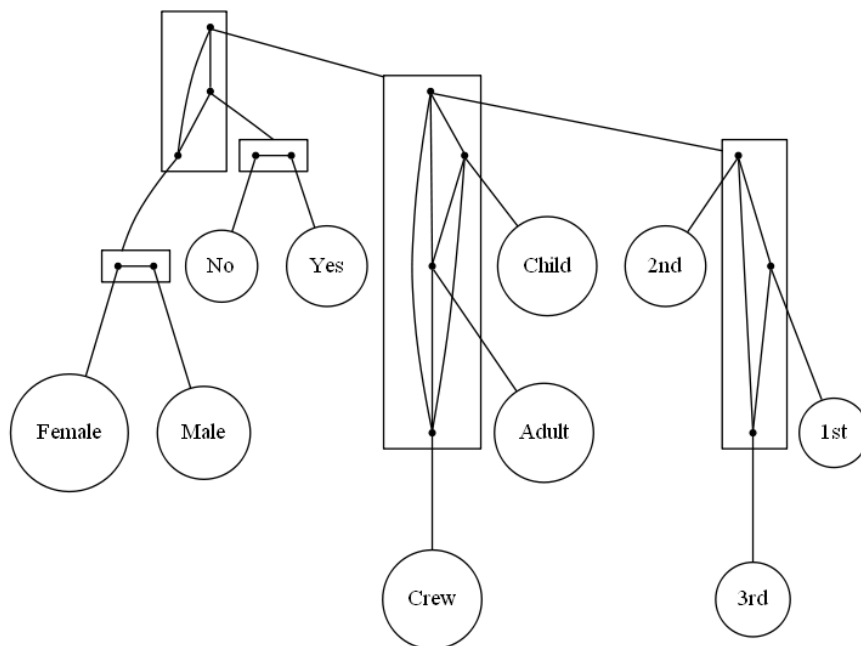 No
Yes
Child
2nd
Female
Male
Adult
1st
Crew
3rd